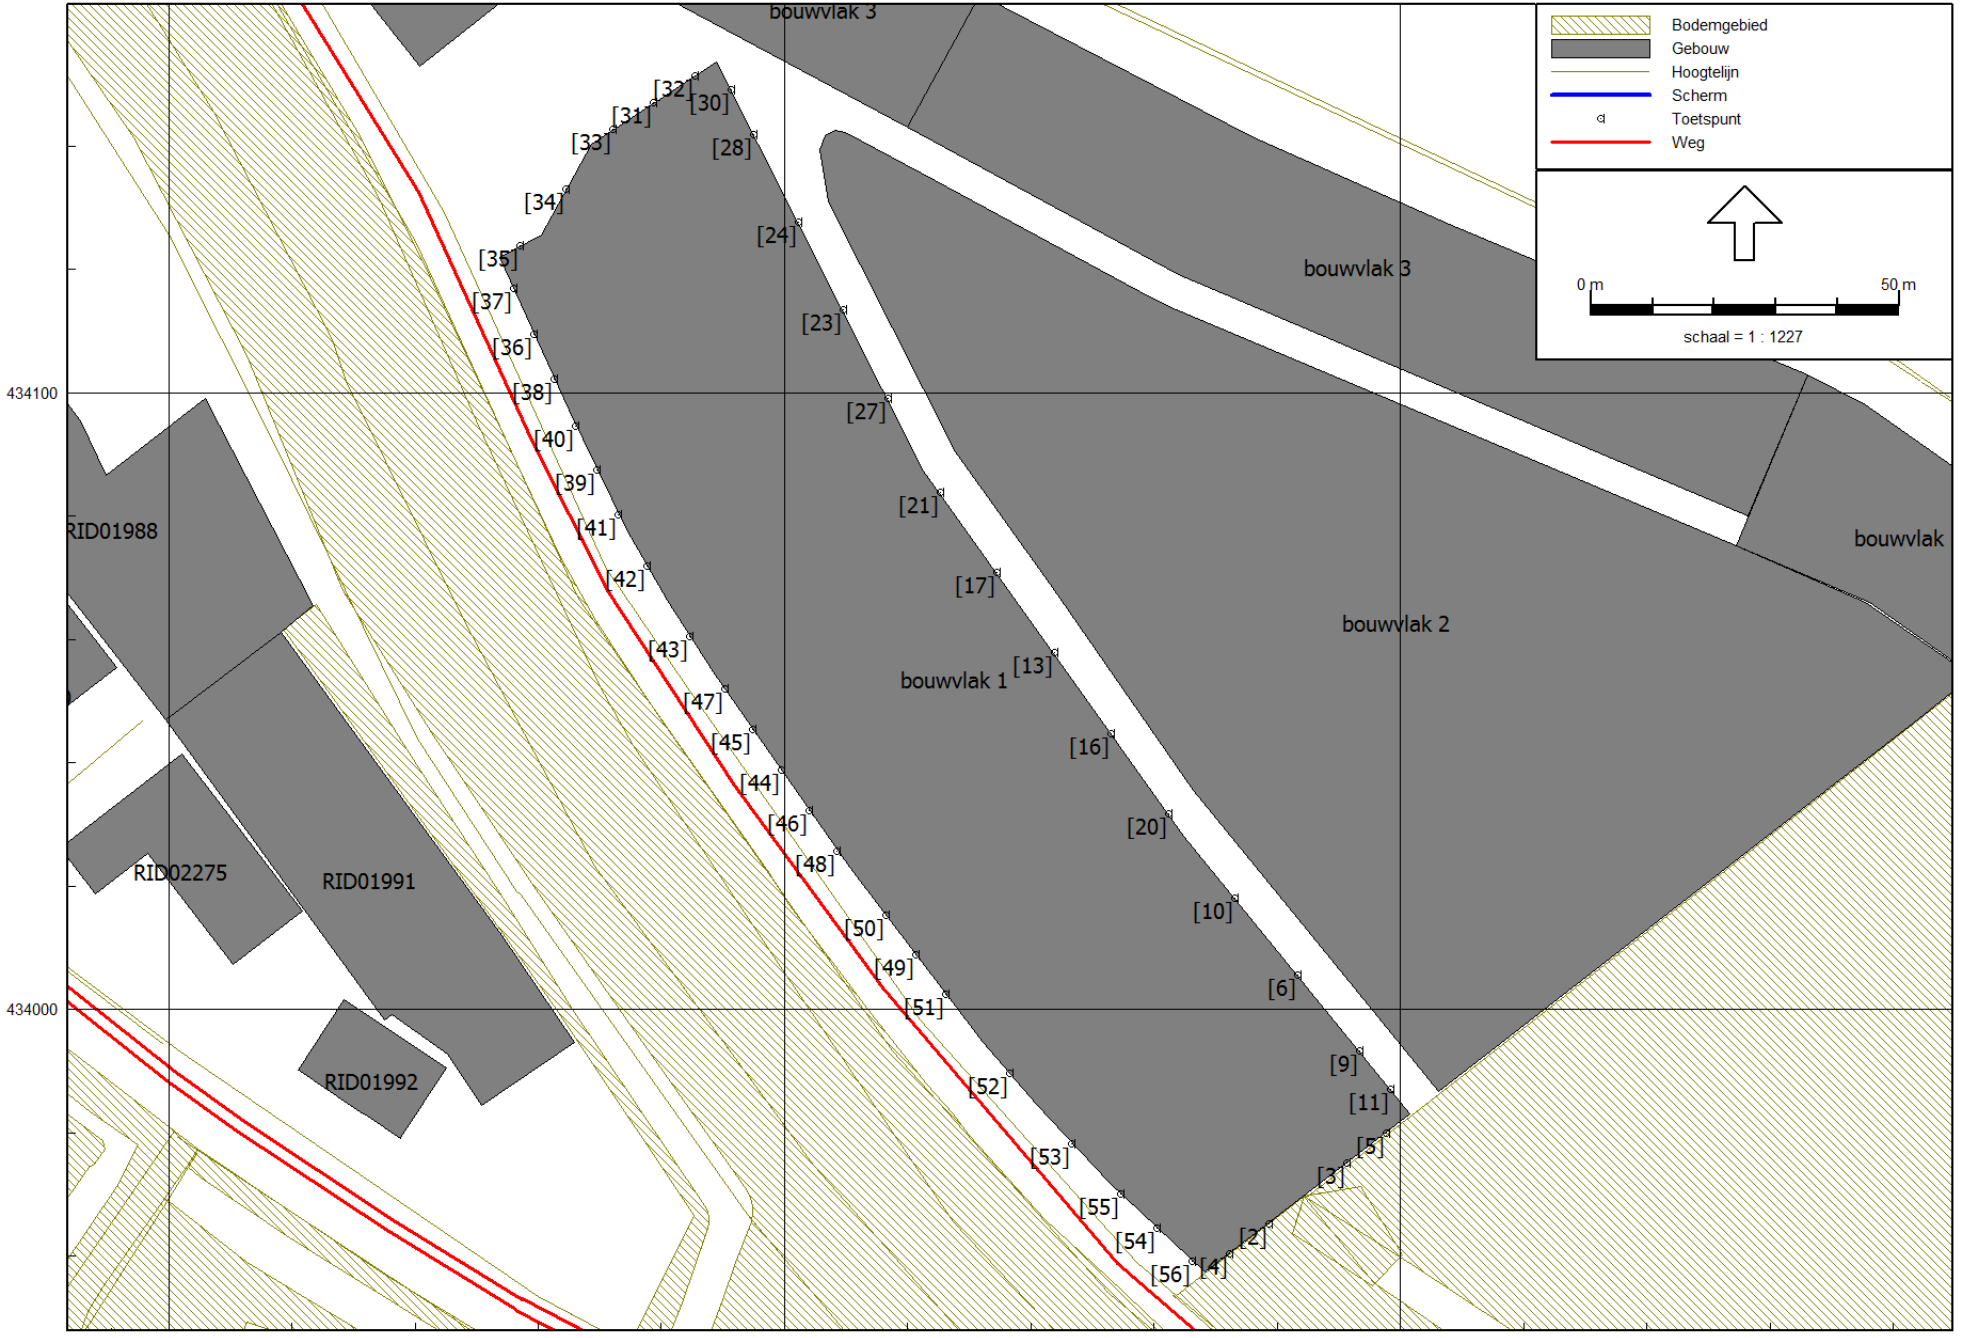 bouwvlak 3
Bodemgebied
Gebouw
Hoogtelijn
Scherm
Toetspunt
Weg
[32]
[30]
[31]
[33]
[28]
[34]
[24]
[35]
bouwvlak 3
0 m 50 m
[37]
[23]
schaal = 1 : 1227
[36]
[38]
434100
[27]
[40]
[39]
[21]
[41]
RID01988
bouwvlak
[42]
[17]
bouwvlak 2
[43]
[13]
bouwvlak 1
[47]
[45]
[16]
[44]
[46]
[20]
[48]
RID02275
RID01991
[10]
[50]
[49]
[6]
[51]
434000
[9]
RID01992
[52]
[11]
[5]
[53]
[3]
[55]
[2]
[54]
[4]
[56]